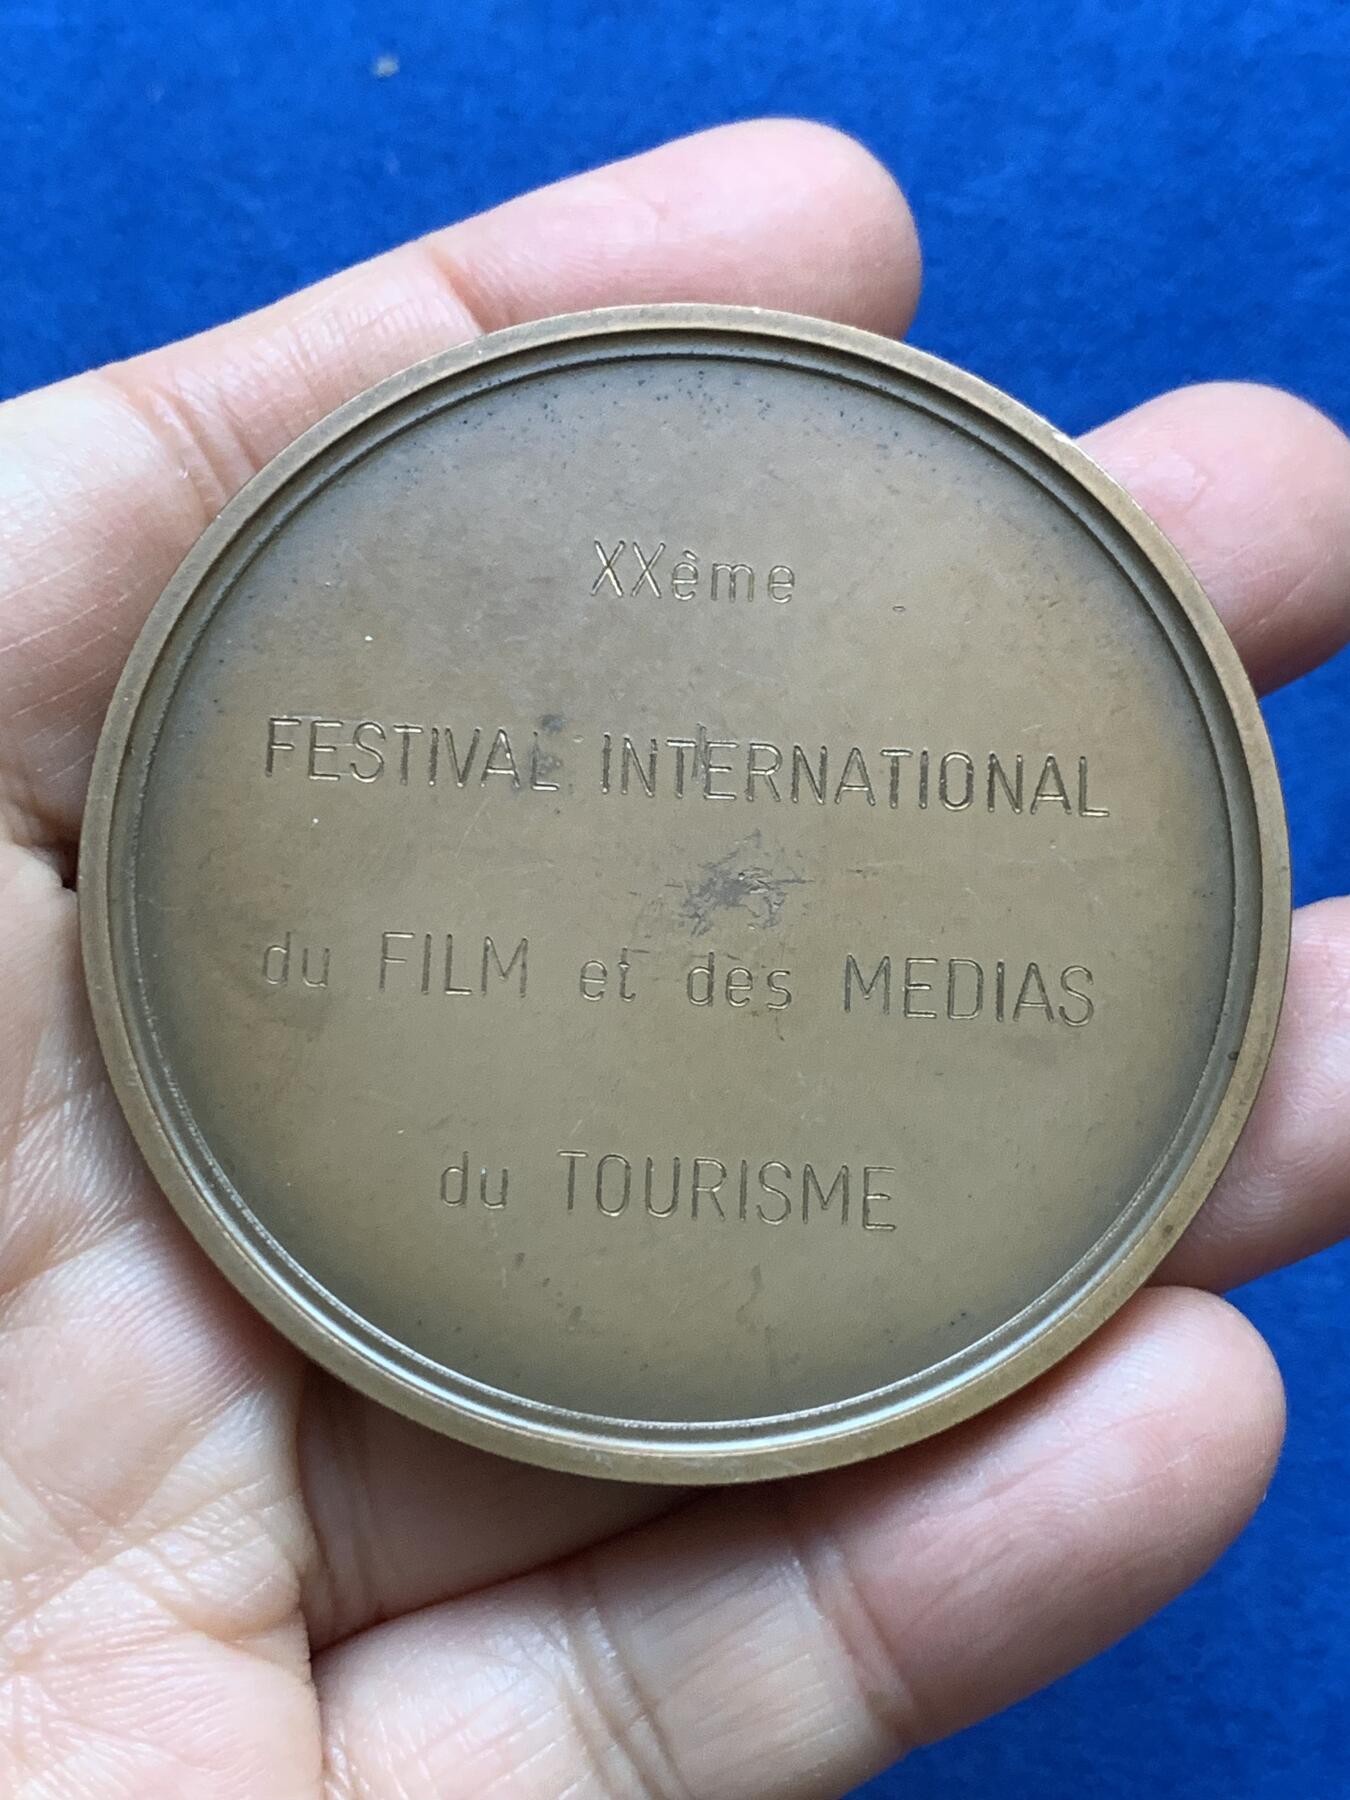 XXème
FESTIVAL INTERNATIONAL
du FILM et des MEDIAS
du TOURISME